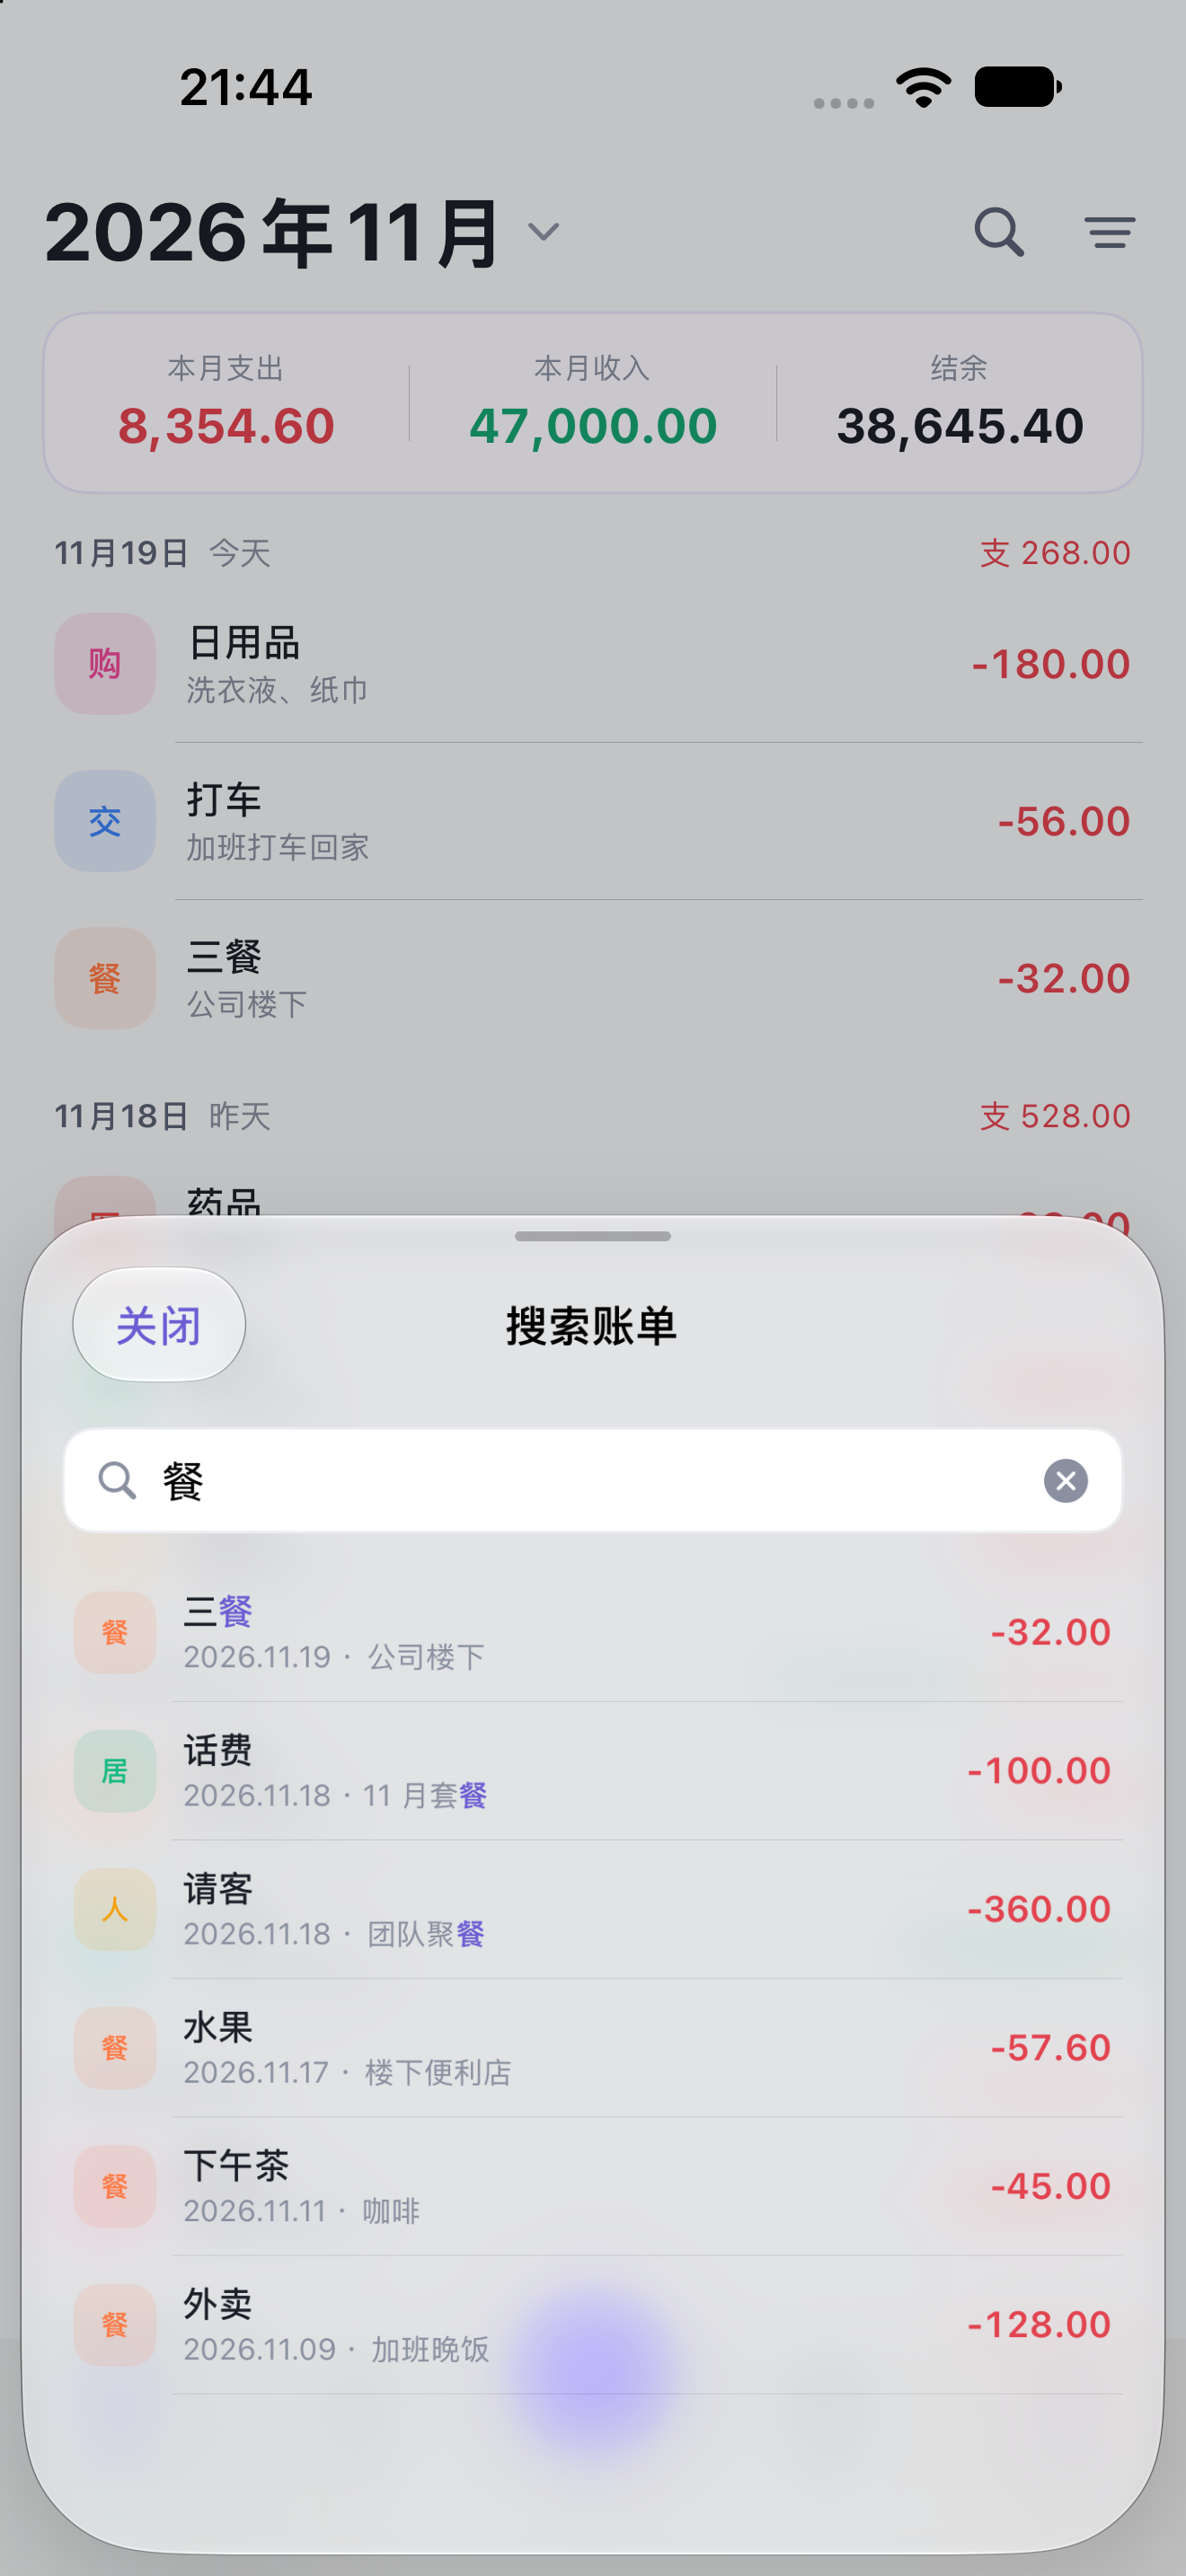 21:44
2026 年 11 月
本月支出 本月收入 结余
8,354.60 47,000.00 38,645.40
11月19日 今天 支 268.00
购 日用品 -180.00
洗衣液、纸巾
交 打车 -56.00
加班打车回家
餐 三餐 -32.00
公司楼下
11月18日 昨天 支 528.00
药品
关闭 搜索账单
餐
餐 三餐 -32.00
2026.11.19 · 公司楼下
居 话费 -100.00
2026.11.18 · 11 月套餐
人 请客 -360.00
2026.11.18 · 团队聚餐
餐 水果 -57.60
2026.11.17 · 楼下便利店
餐 下午茶 -45.00
2026.11.11 · 咖啡
餐 外卖 -128.00
2026.11.09 · 加班晚饭